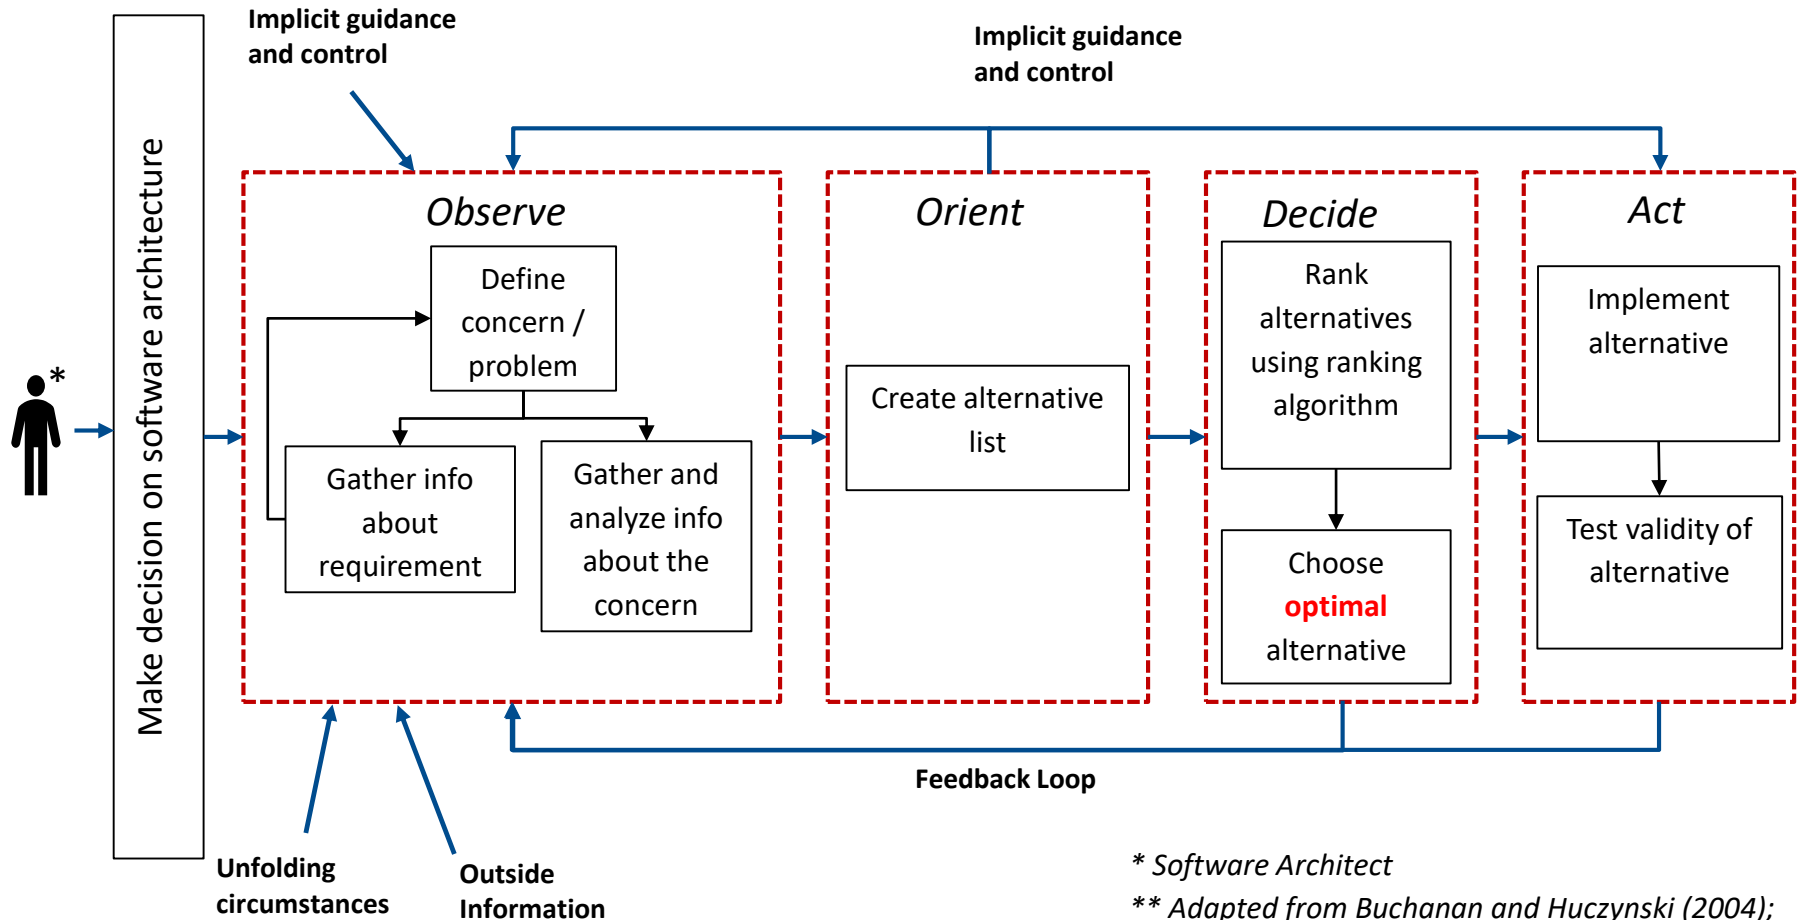 Implicit guidance
and control
Implicit guidance
and control
Make decision on software architecture
*
Observe
Define
concern /
problem
Gather info
about
requirement
Gather and
analyze info
about the
concern
Orient
Create alternative
list
Decide
Rank
alternatives
using ranking
algorithm
Choose
optimal
alternative
Act
Implement
alternative
Test validity of
alternative
Feedback Loop
Unfolding
circumstances
Outside
Information
* Software Architect
** Adapted from Buchanan and Huczynski (2004);